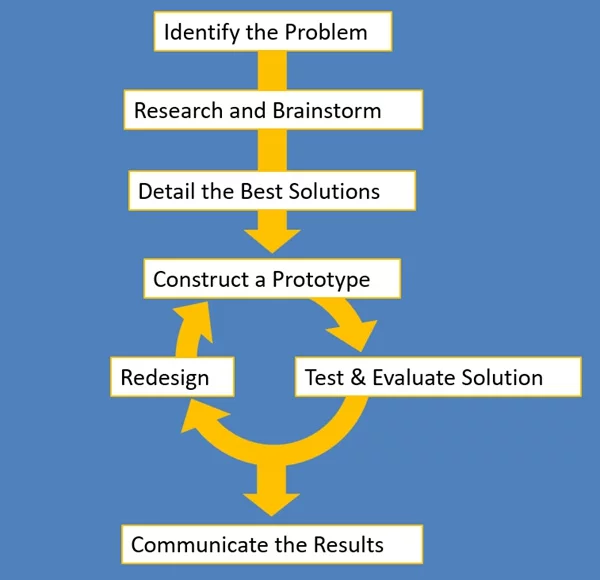 Identify the Problem
Research and Brainstorm
Detail the Best Solutions
Construct a Prototype
Redesign
Test & Evaluate Solution
Communicate the Results